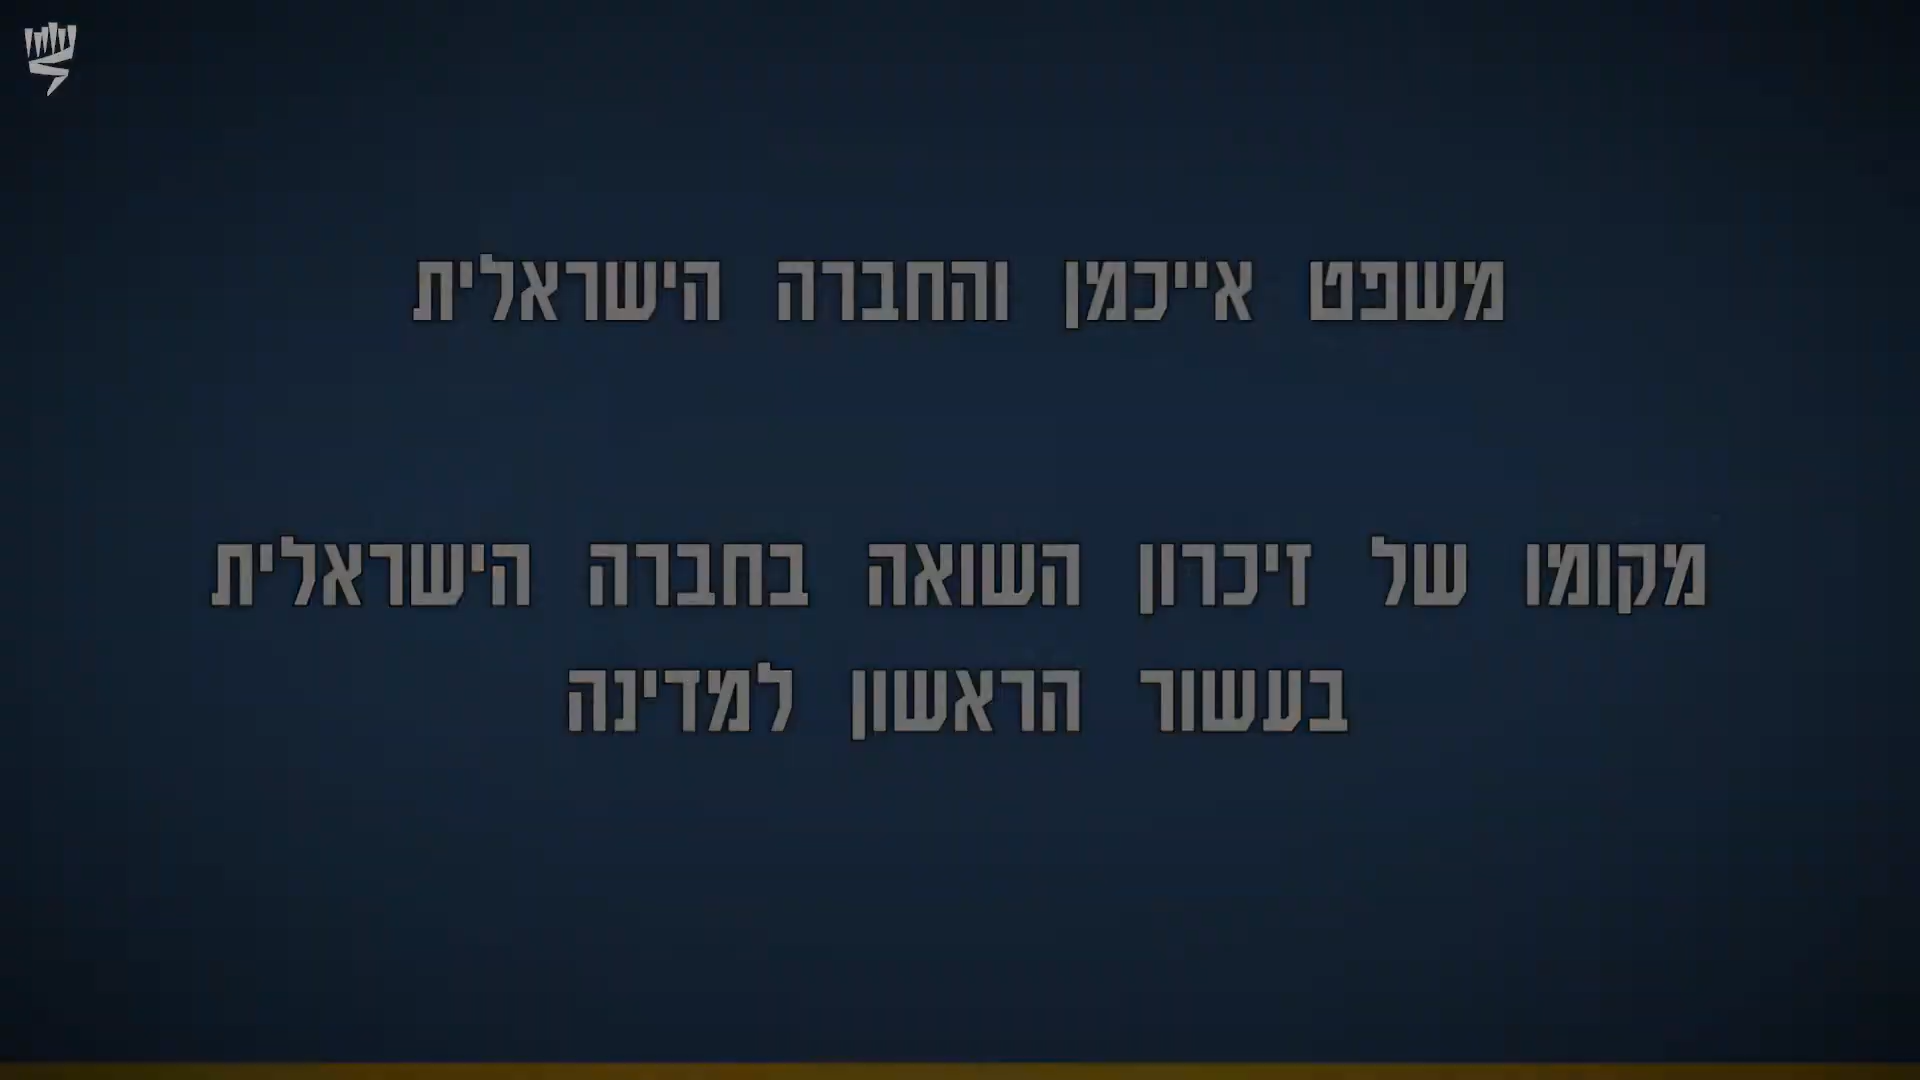 משפט אייכמן והחברה הישראלית
מקומו של זיכרון השואה בחברה הישראלית
בעשור הראשון למדינה